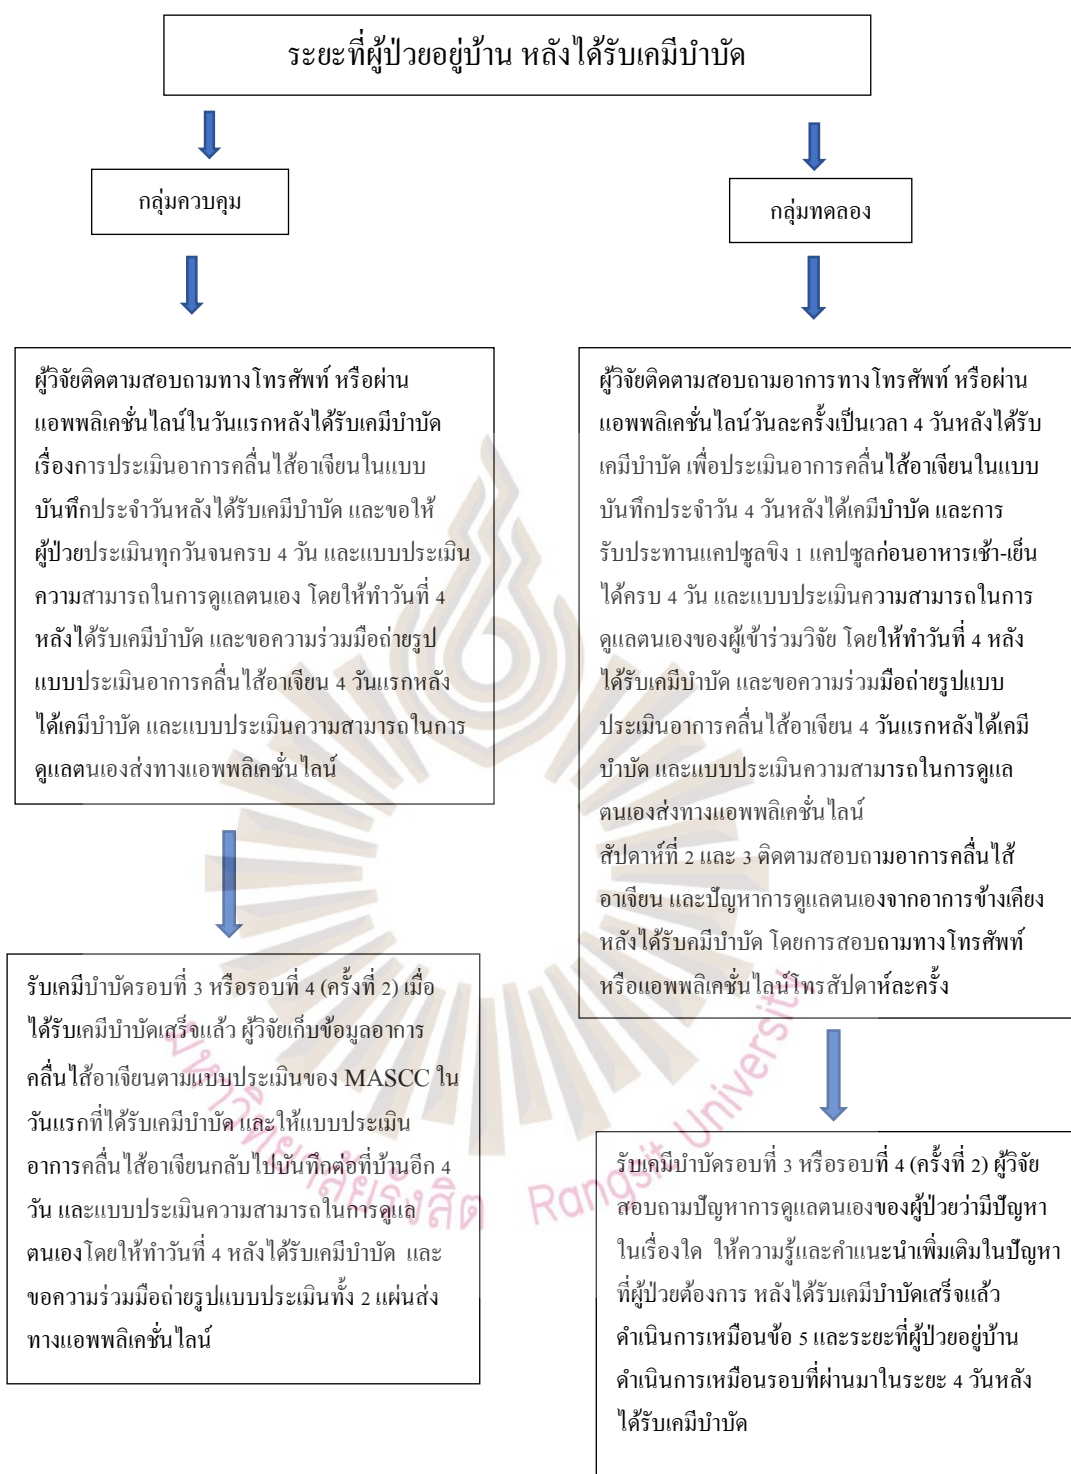 ระยะที่ผู้ป่วยอยู่บ้าน หลังได้รับเคมีบำบัด
กลุ่มควบคุม
กลุ่มทดลอง
ผู้วิจัยติดตามสอบถามทางโทรศัพท์ หรือผ่าน
แอพพลิเคชั่นไลน์ในวันแรกหลังได้รับเคมีบำบัด
เรื่องการประเมินอาการคลื่นไส้อาเจียนในแบบ
บันทึกประจำวันหลังได้รับเคมีบำบัด และขอให้
ผู้ป่วยประเมินทุกวันจนครบ 4 วัน และแบบประเมิน
ความสามารถในการดูแลตนเอง โดยให้ทำวันที่ 4
หลังได้รับเคมีบำบัด และขอความร่วมมือถ่ายรูป
แบบประเมินอาการคลื่นไส้อาเจียน 4 วันแรกหลัง
ได้เคมีบำบัด และแบบประเมินความสามารถในการ
ดูแลตนเองส่งทางแอพพลิเคชั่นไลน์
ผู้วิจัยติดตามสอบถามอาการทางโทรศัพท์ หรือผ่าน
แอพพลิเคชั่นไลน์วันละครั้งเป็นเวลา 4 วันหลังได้รับ
เคมีบำบัด เพื่อประเมินอาการคลื่นไส้อาเจียนในแบบ
บันทึกประจำวัน 4 วันหลังได้เคมีบำบัด และการ
รับประทานแคปซูลขิง 1 แคปซูลก่อนอาหารเช้า-เย็น
ได้ครบ 4 วัน และแบบประเมินความสามารถในการ
ดูแลตนเองของผู้เข้าร่วมวิจัย โดยให้ทำวันที่ 4 หลัง
ได้รับเคมีบำบัด และขอความร่วมมือถ่ายรูปแบบ
ประเมินอาการคลื่นไส้อาเจียน 4 วันแรกหลังได้เคมี
บำบัด และแบบประเมินความสามารถในการดูแล
ตนเองส่งทางแอพพลิเคชั่นไลน์
สัปดาห์ที่ 2 และ 3 ติดตามสอบถามอาการคลื่นไส้
อาเจียน และปัญหาการดูแลตนเองจากอาการข้างเคียง
หลังได้รับคมีบำบัด โดยการสอบถามทางโทรศัพท์
หรือแอพพลิเคชั่นไลน์โทรสัปดาห์ละครั้ง
รับเคมีบำบัดรอบที่ 3 หรือรอบที่ 4 (ครั้งที่ 2) เมื่อ
ได้รับเคมีบำบัดเสร็จแล้ว ผู้วิจัยเก็บข้อมูลอาการ
คลื่นไส้อาเจียนตามแบบประเมินของ MASCC ใน
วันแรกที่ได้รับเคมีบำบัด และให้แบบประเมิน
อาการคลื่นไส้อาเจียนกลับไปบันทึกต่อที่บ้านอีก 4
วัน และแบบประเมินความสามารถในการดูแล
ตนเองโดยให้ทำวันที่ 4 หลังได้รับเคมีบำบัด และ
ขอความร่วมมือถ่ายรูปแบบประเมินทั้ง 2 แผ่นส่ง
ทางแอพพลิเคชั่นไลน์
รับเคมีบำบัดรอบที่ 3 หรือรอบที่ 4 (ครั้งที่ 2) ผู้วิจัย
สอบถามปัญหาการดูแลตนเองของผู้ป่วยว่ามีปัญหา
ในเรื่องใด ให้ความรู้และคำแนะนำเพิ่มเติมในปัญหา
ที่ผู้ป่วยต้องการ หลังได้รับเคมีบำบัดเสร็จแล้ว
ดำเนินการเหมือนข้อ 5 และระยะที่ผู้ป่วยอยู่บ้าน
ดำเนินการเหมือนรอบที่ผ่านมาในระยะ 4 วันหลัง
ได้รับเคมีบำบัด
มหาวิทยาลัยรังสิต Rangsit University